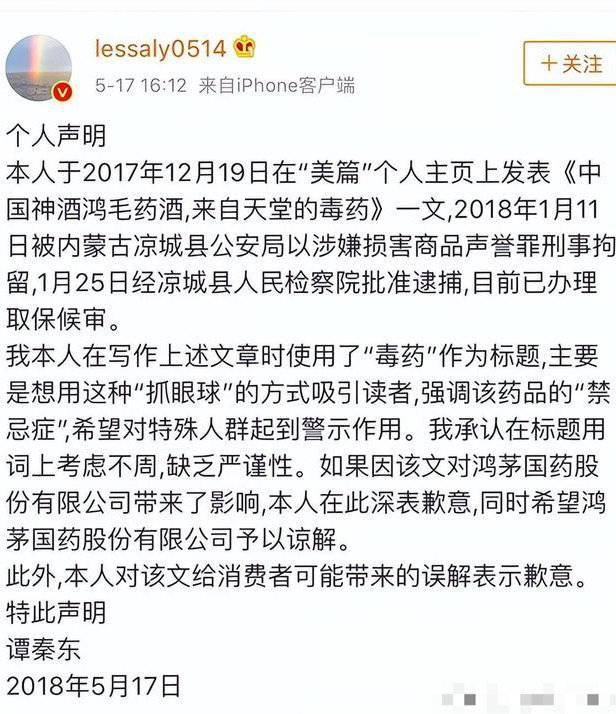 lessaly0514
5-17 16:12 来自iPhone客户端
+关注
个人声明
本人于2017年12月19日在“美篇”个人主页上发表《中
国神酒鸿毛药酒,来自天堂的毒药》一文,2018年1月11
日被内蒙古凉城县公安局以涉嫌损害商品声誉罪刑事拘
留,1月25日经凉城县人民检察院批准逮捕,目前已办理
取保候审。
我本人在写作上述文章时使用了“毒药”作为标题,主要
是想用这种“抓眼球”的方式吸引读者,强调该药品的“禁
忌症”,希望对特殊人群起到警示作用。我承认在标题用
词上考虑不周,缺乏严谨性。如果因该文对鸿茅国药股
份有限公司带来了影响,本人在此深表歉意,同时希望鸿
茅国药股份有限公司予以谅解。
此外,本人对该文给消费者可能带来的误解表示歉意。
特此声明
谭秦东
2018年5月17日